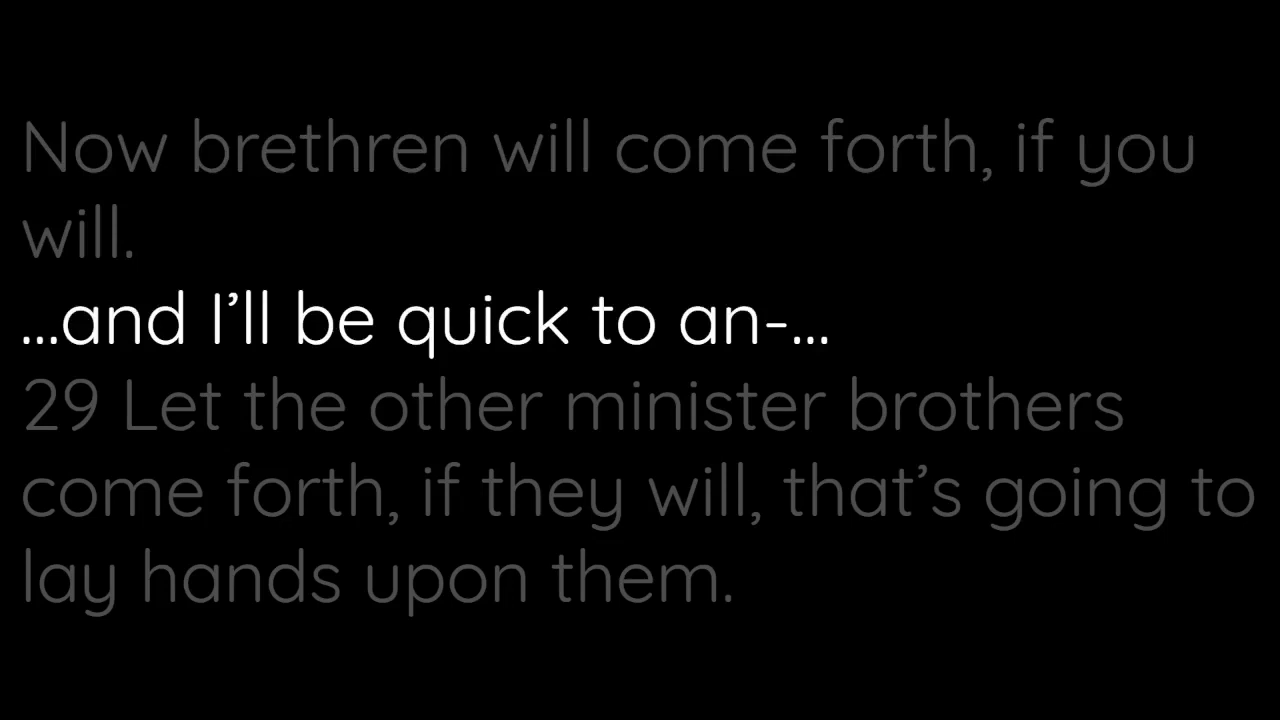 Now brethren will come forth, if you
will.
...and I’ll be quick to an-...
29 Let the other minister brothers
come forth, if they will, that’s going to
lay hands upon them.